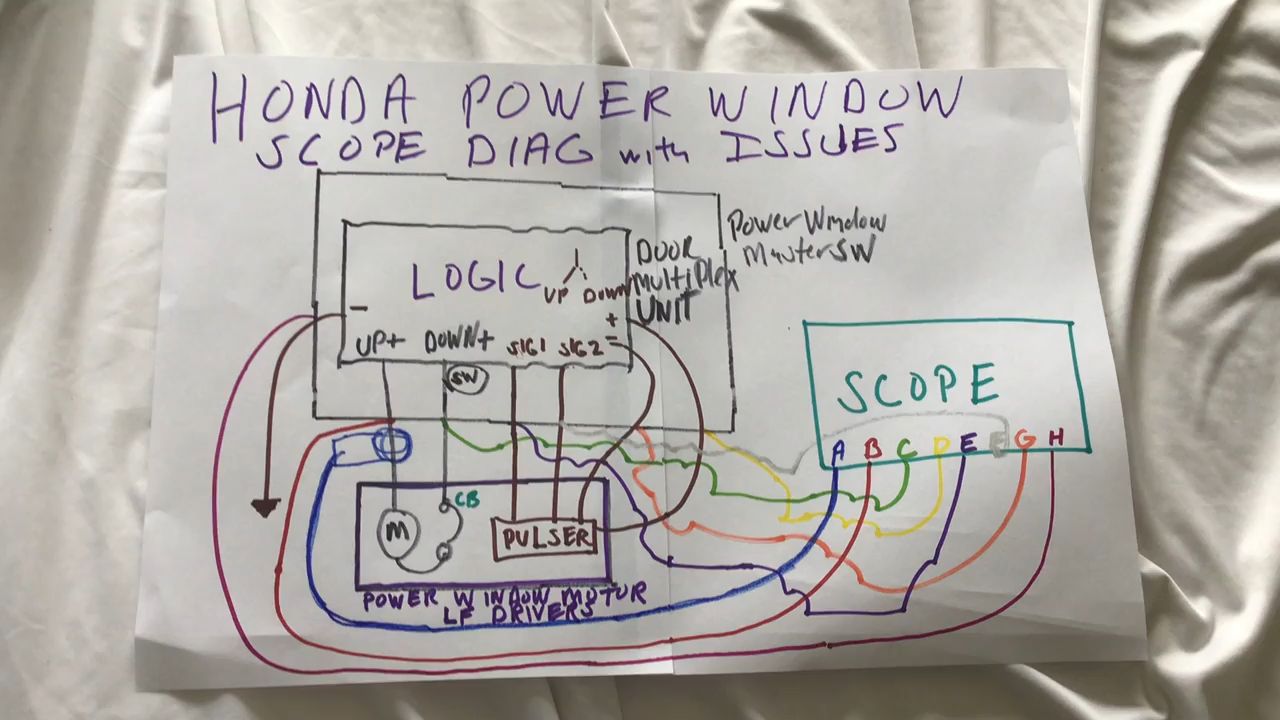 HONDA POWER WINDOW
SCOPE DIAG with ISSUES
Power Window
Master SW
DOOR
MultiPlex
UNIT
LOGIC
UP Down
-
+
-
UP+ DOWN+ SIG1 SIG2
SW
SCOPE
A B C D E F G H
CB
M
PULSER
POWER WINDOW MOTOR
LF DRIVERS